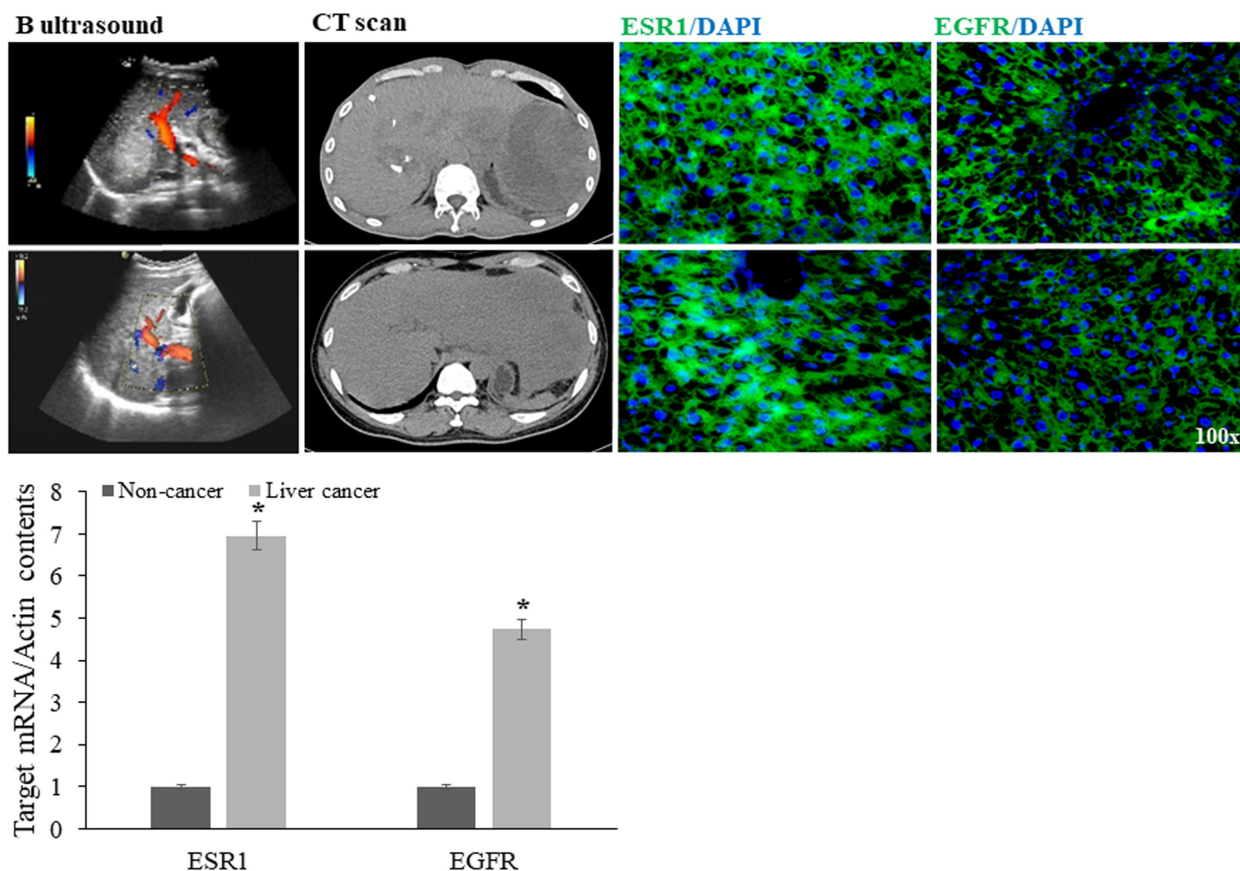 B ultrasound
CT scan
ESR1/DAPI
EGFR/DAPI
100x
Non-cancer
Liver cancer
Target mRNA/Actin contents
8
7
6
5
4
3
2
1
0
*
*
ESR1
EGFR